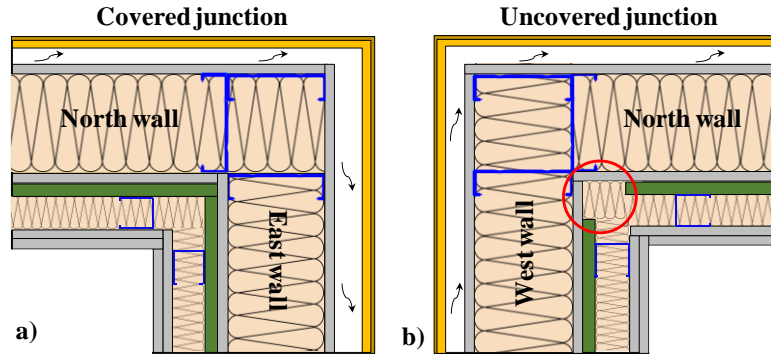 Covered junction
Uncovered junction
North wall
North wall
East wall
West wall
a)
b)